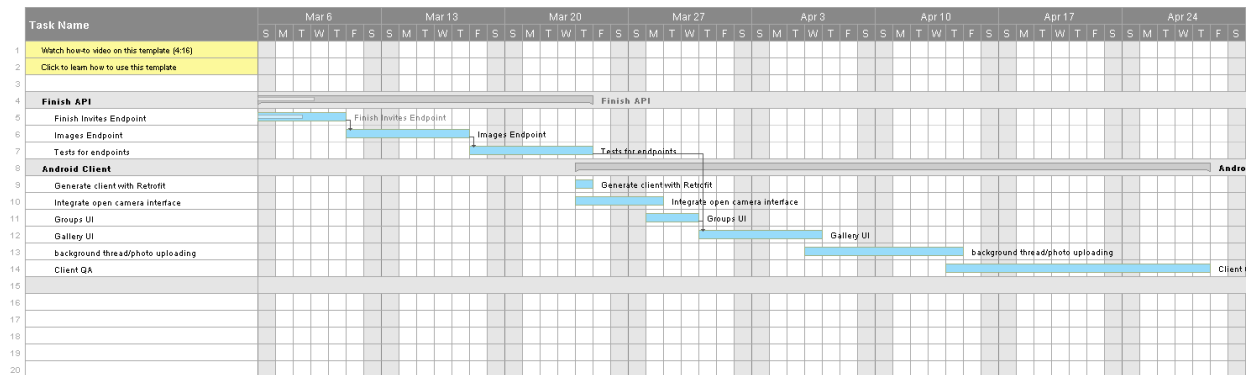 Task Name
Mar 6 Mar 13 Mar 20 Mar 27 Apr 3 Apr 10 Apr 17 Apr 24
S M T W T F S S M T W T F S S M T W T F S S M T W T F S S M T W T F S S M T W T F S S M T W T F S S M T W T F S
1 Watch how-to video on this template (4:16)
2 Click to learn how to use this template
3
4 Finish API Finish API
5 Finish Invites Endpoint Finish Invites Endpoint
6 Images Endpoint Images Endpoint
7 Tests for endpoints Tests for endpoints
8 Android Client Andro
9 Generate client with Retrofit Generate client with Retrofit
10 Integrate open camera interface Integrate open camera interface
11 Groups UI Groups UI
12 Gallery UI Gallery UI
13 background thread/photo uploading background thread/photo uploading
14 Client QA Client
15
16
17
18
19
20